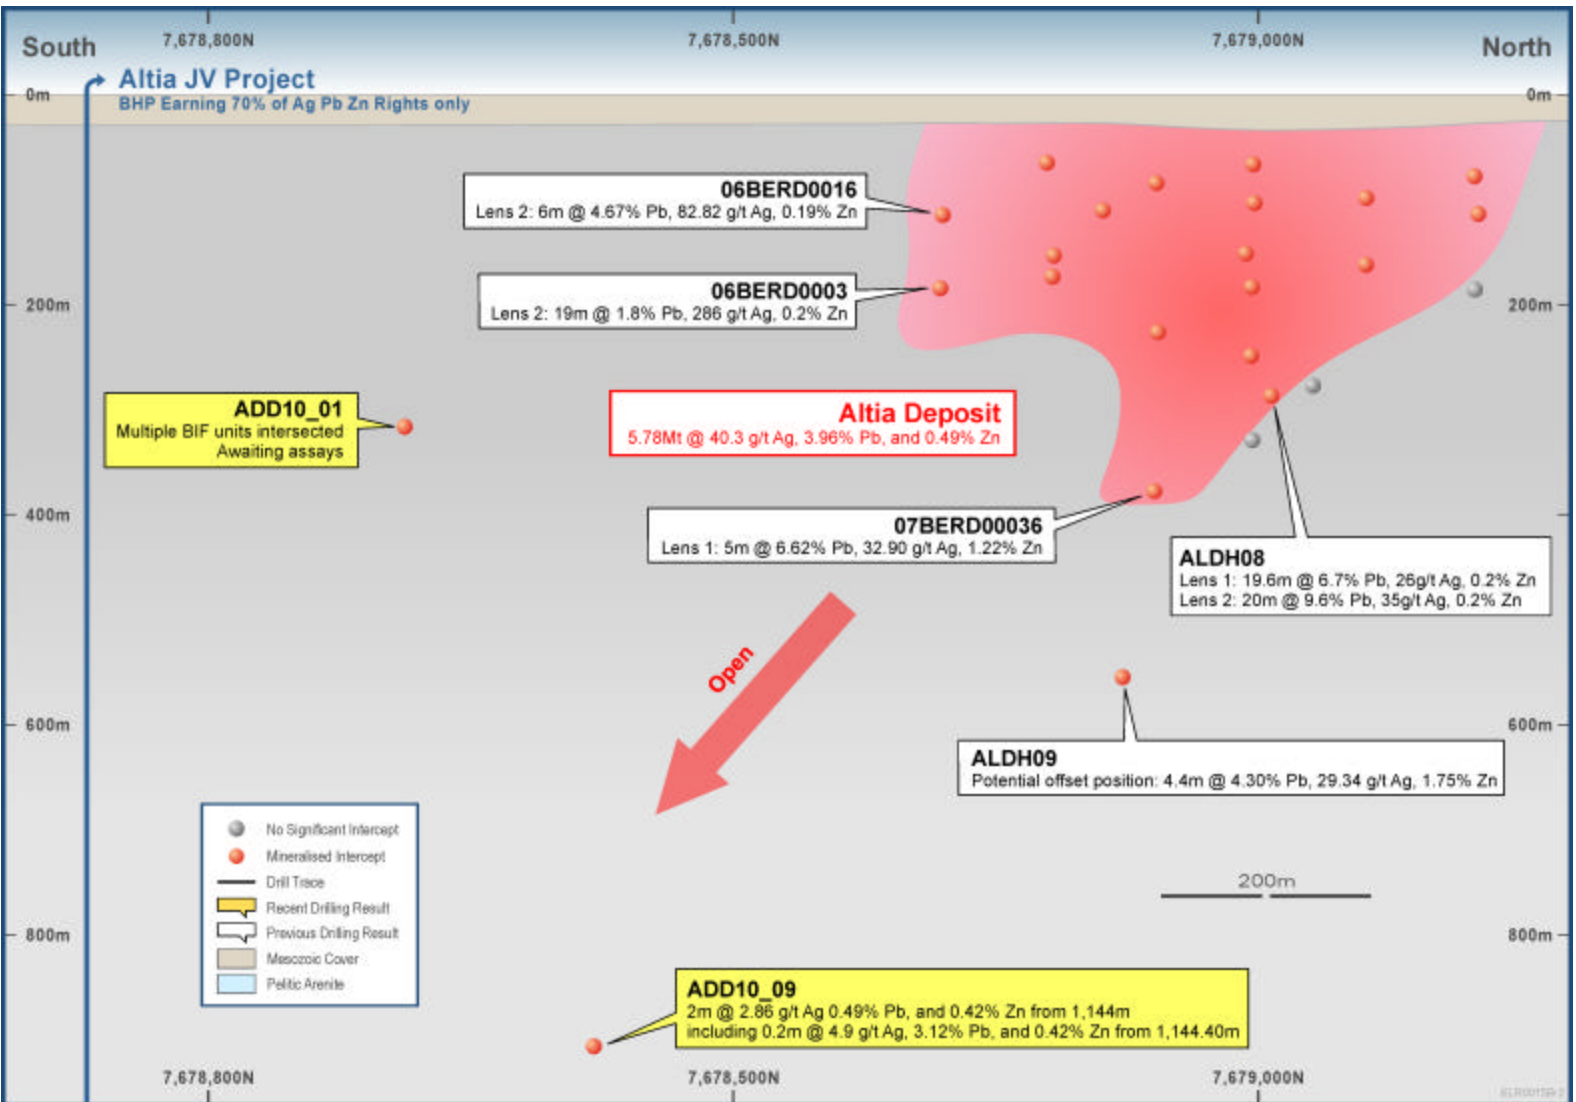 South
7,678,800N
7,678,500N
7,679,000N
North
Altia JV Project
BHP Earning 70% of Ag Pb Zn Rights only
0m
0m
06BERD0016
Lens 2: 6m @ 4.67% Pb, 82.82 g/t Ag, 0.19% Zn
06BERD0003
Lens 2: 19m @ 1.8% Pb, 286 g/t Ag, 0.2% Zn
200m
200m
ADD10_01
Multiple BIF units intersected
Awaiting assays
Altia Deposit
5.78Mt @ 40.3 g/t Ag, 3.96% Pb, and 0.49% Zn
400m
07BERD00036
Lens 1: 5m @ 6.62% Pb, 32.90 g/t Ag, 1.22% Zn
ALDH08
Lens 1: 19.6m @ 6.7% Pb, 26g/t Ag, 0.2% Zn
Lens 2: 20m @ 9.6% Pb, 35g/t Ag, 0.2% Zn
Open
600m
600m
ALDH09
Potential offset position: 4.4m @ 4.30% Pb, 29.34 g/t Ag, 1.75% Zn
No Significant Intercept
Mineralised Intercept
Drill Trace
Recent Drilling Result
Previous Drilling Result
Mesozoic Cover
Pelitic Arenite
200m
800m
800m
ADD10_09
2m @ 2.86 g/t Ag 0.49% Pb, and 0.42% Zn from 1,144m
including 0.2m @ 4.9 g/t Ag, 3.12% Pb, and 0.42% Zn from 1,144.40m
7,678,800N
7,678,500N
7,679,000N